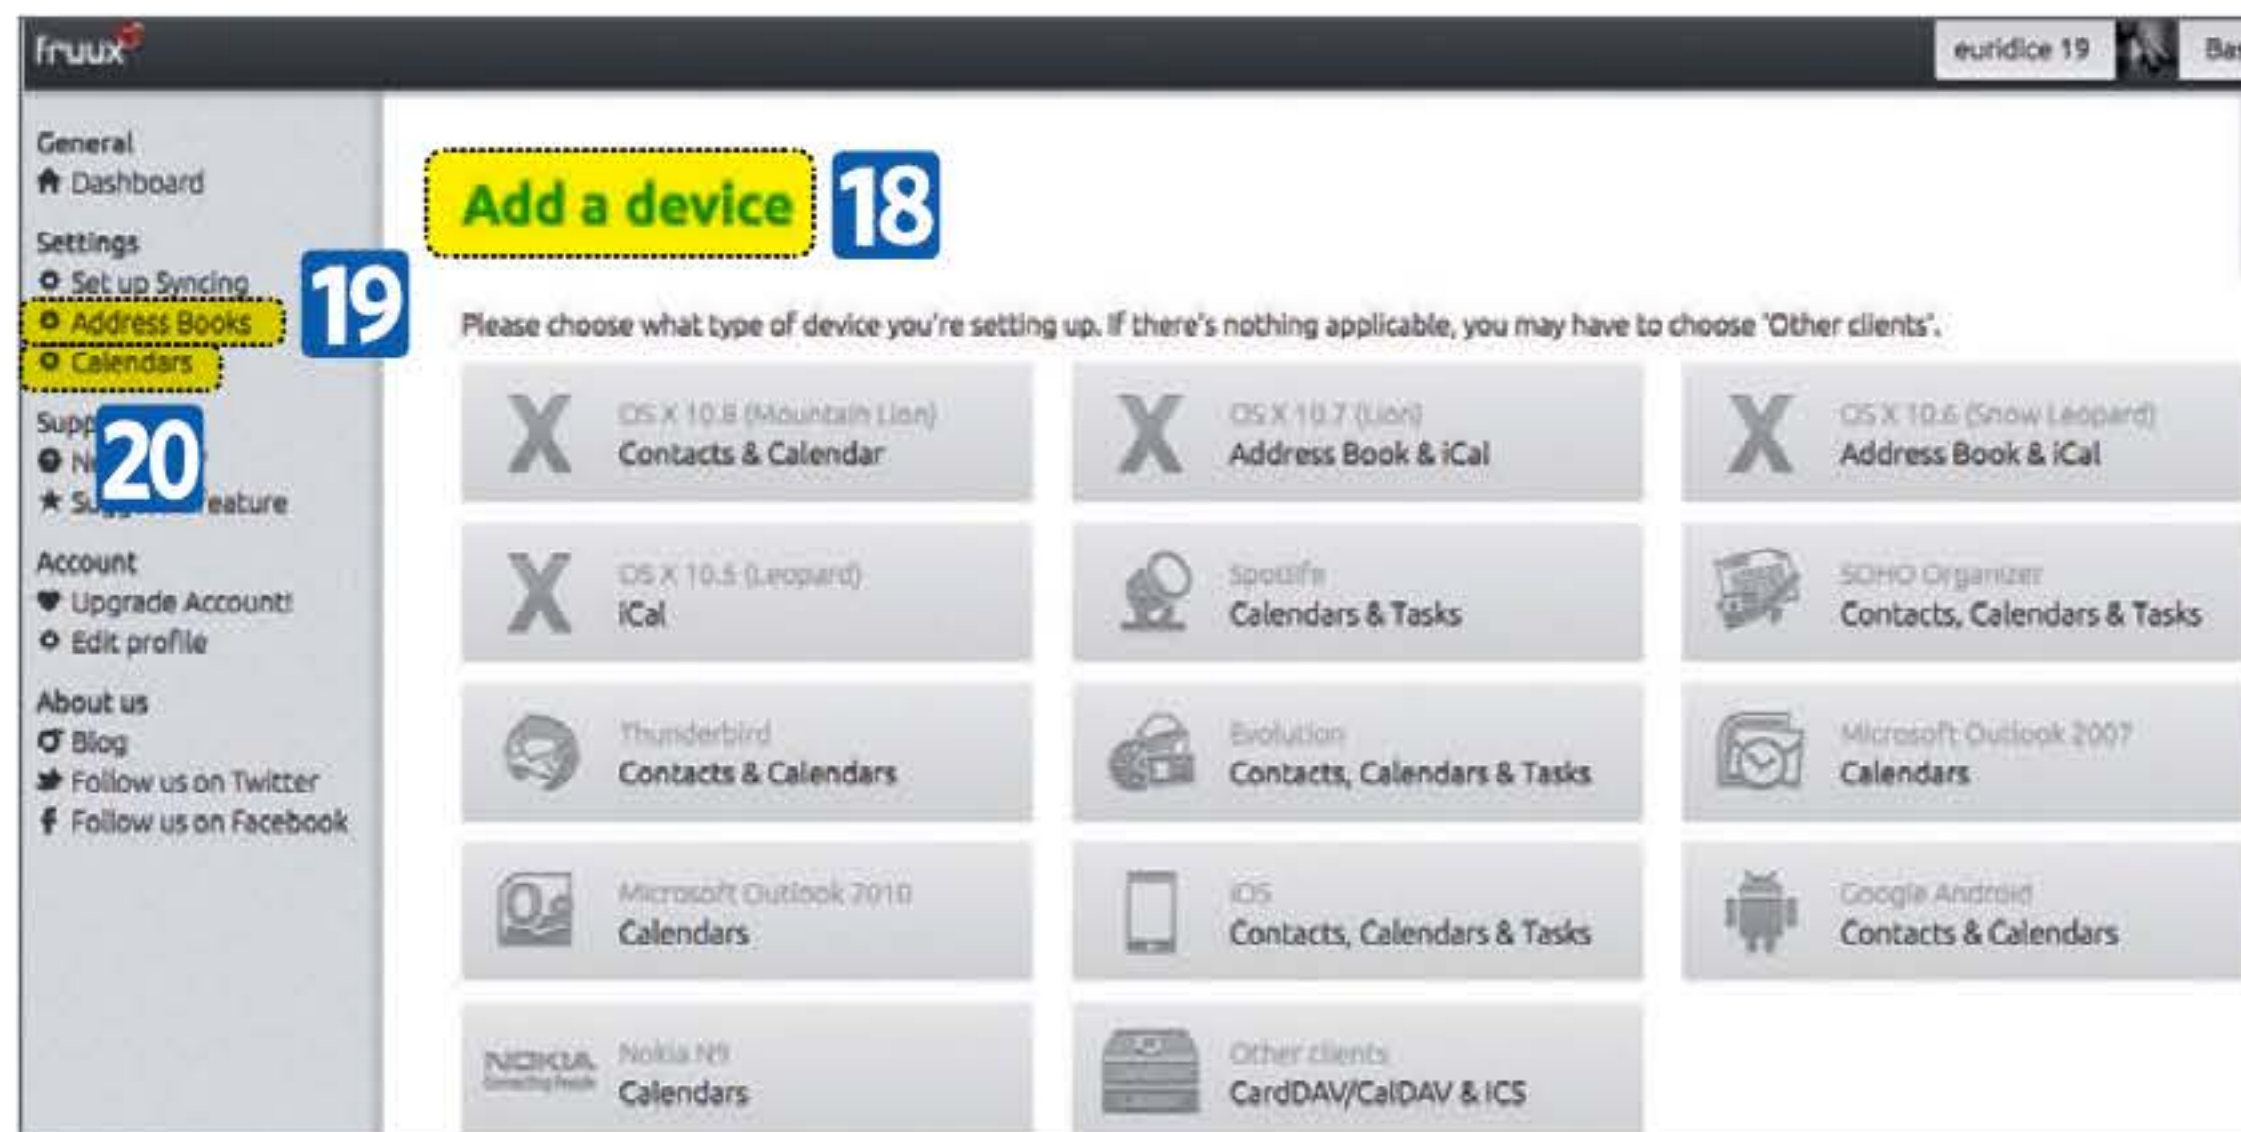 fruux
euridice 19
Bas
General
Dashboard
Settings
Set up Syncing
Address Books
Calendars
19
20
Supp
eature
Account
Upgrade Account!
Edit profile
About us
Blog
Follow us on Twitter
Follow us on Facebook
Add a device
18
Please choose what type of device you're setting up. If there's nothing applicable, you may have to choose 'Other clients'.
OS X 10.8 (Mountain Lion)
Contacts & Calendar
OS X 10.7 (Lion)
Address Book & iCal
OS X 10.6 (Snow Leopard)
Address Book & iCal
OS X 10.5 (Leopard)
iCal
Spotlife
Calendars & Tasks
SOHO Organizer
Contacts, Calendars & Tasks
Thunderbird
Contacts & Calendars
Evolution
Contacts, Calendars & Tasks
Microsoft Outlook 2007
Calendars
Microsoft Outlook 2010
Calendars
iOS
Contacts, Calendars & Tasks
Google Android
Contacts & Calendars
NOKIA
Connecting People
Nokia N9
Calendars
Other clients
CardDAV/CalDAV & ICS